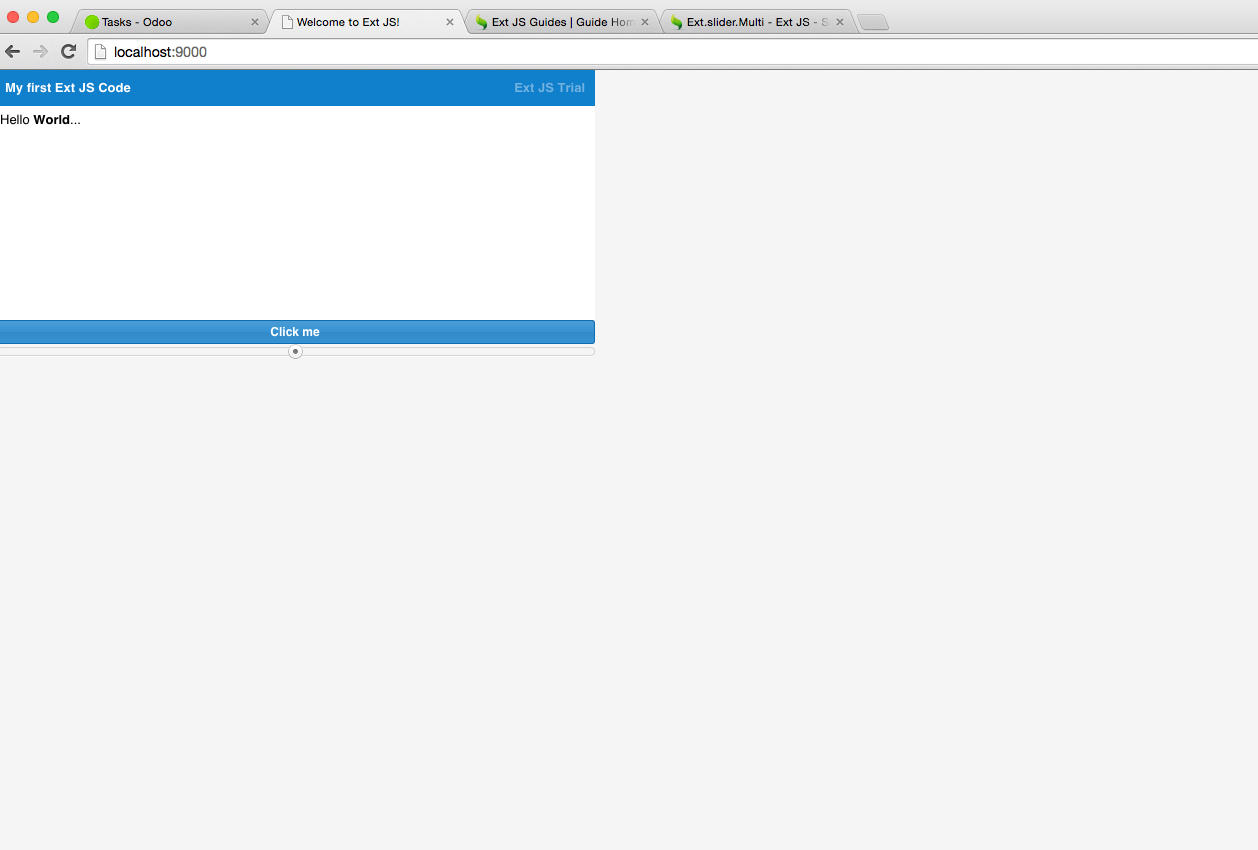 Tasks - Odoo
Welcome to Ext JS!
Ext JS Guides | Guide Hom
Ext.slider.Multi - Ext JS - S
localhost:9000
My first Ext JS Code
Ext JS Trial
Hello World...
Click me